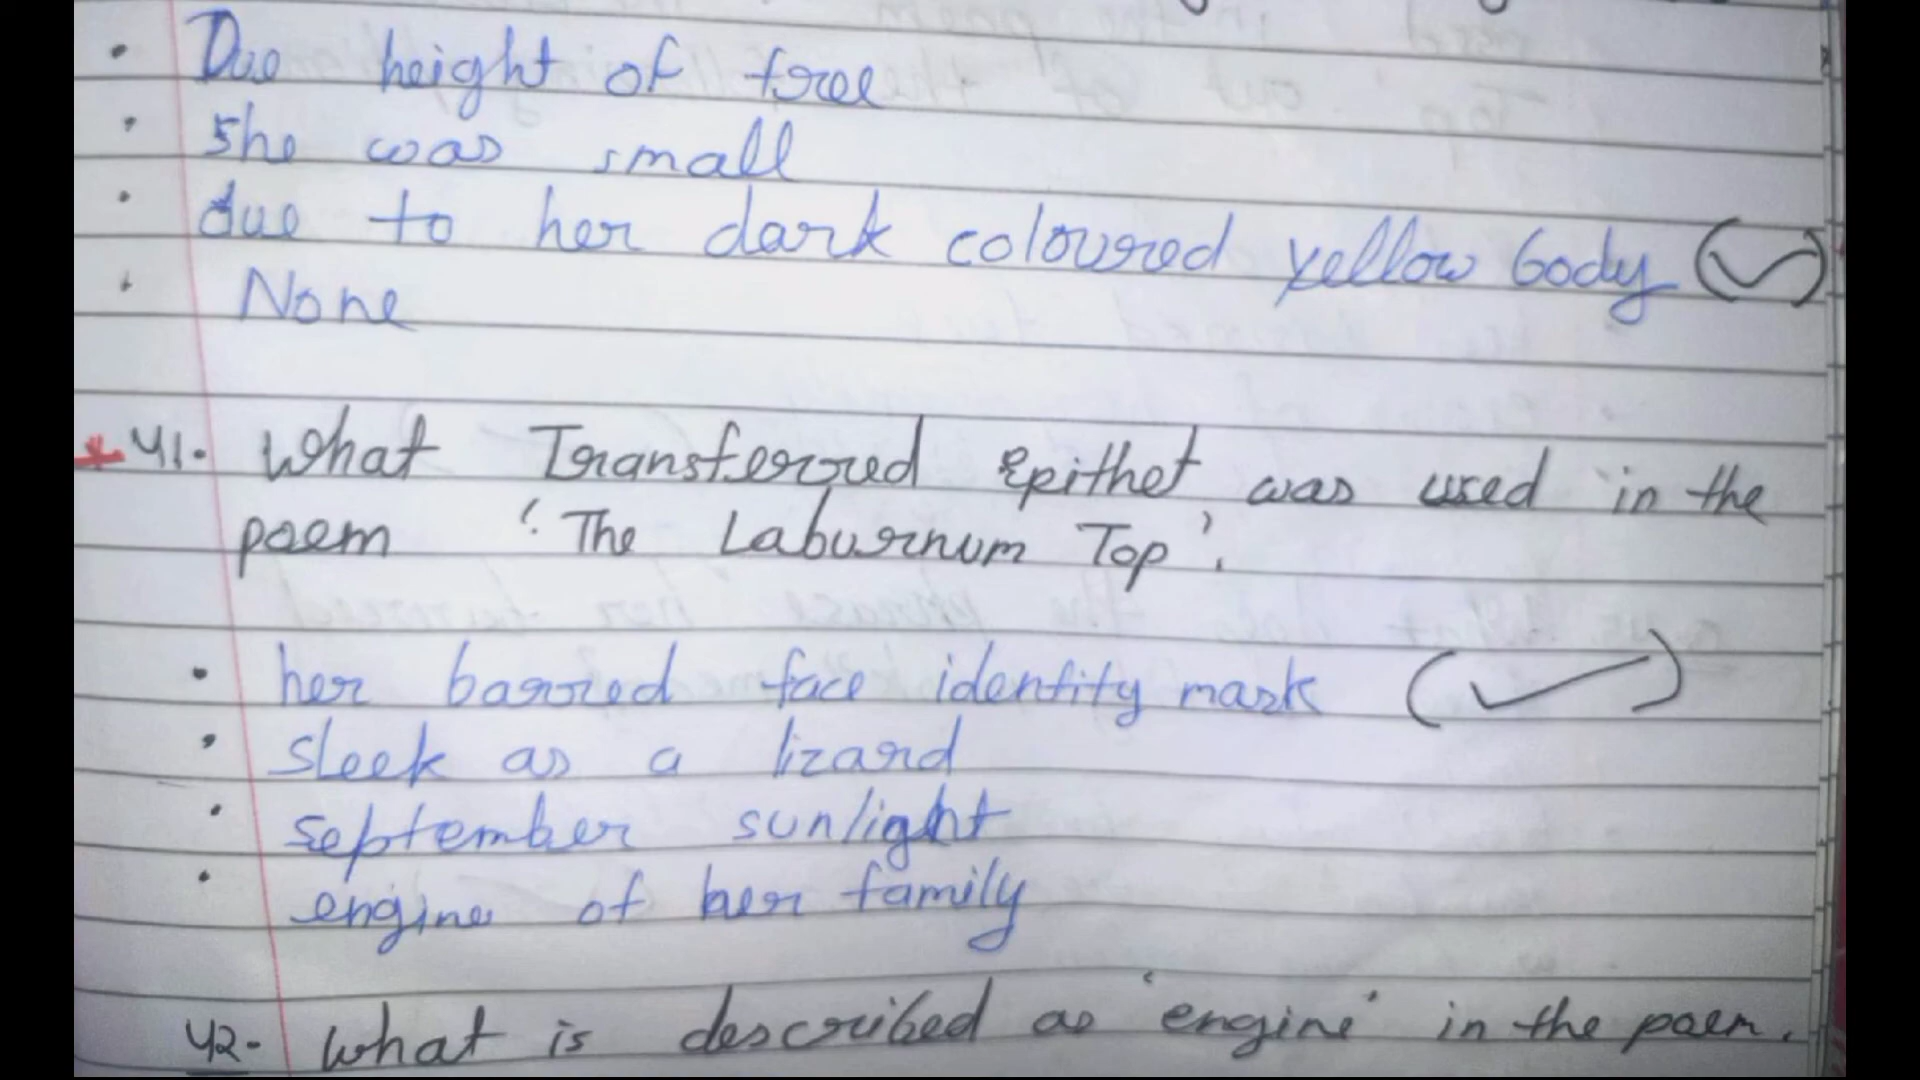 • Due height of tree
• She was small
• due to her dark coloured yellow body (✓)
• None
* 41. What Transferred Epithet was used in the
poem 'The Laburnum Top'.
• her barred face identity mask (✓)
• sleek as a lizard
• september sunlight
• engine of her family
42- What is described as 'engine' in the poem.